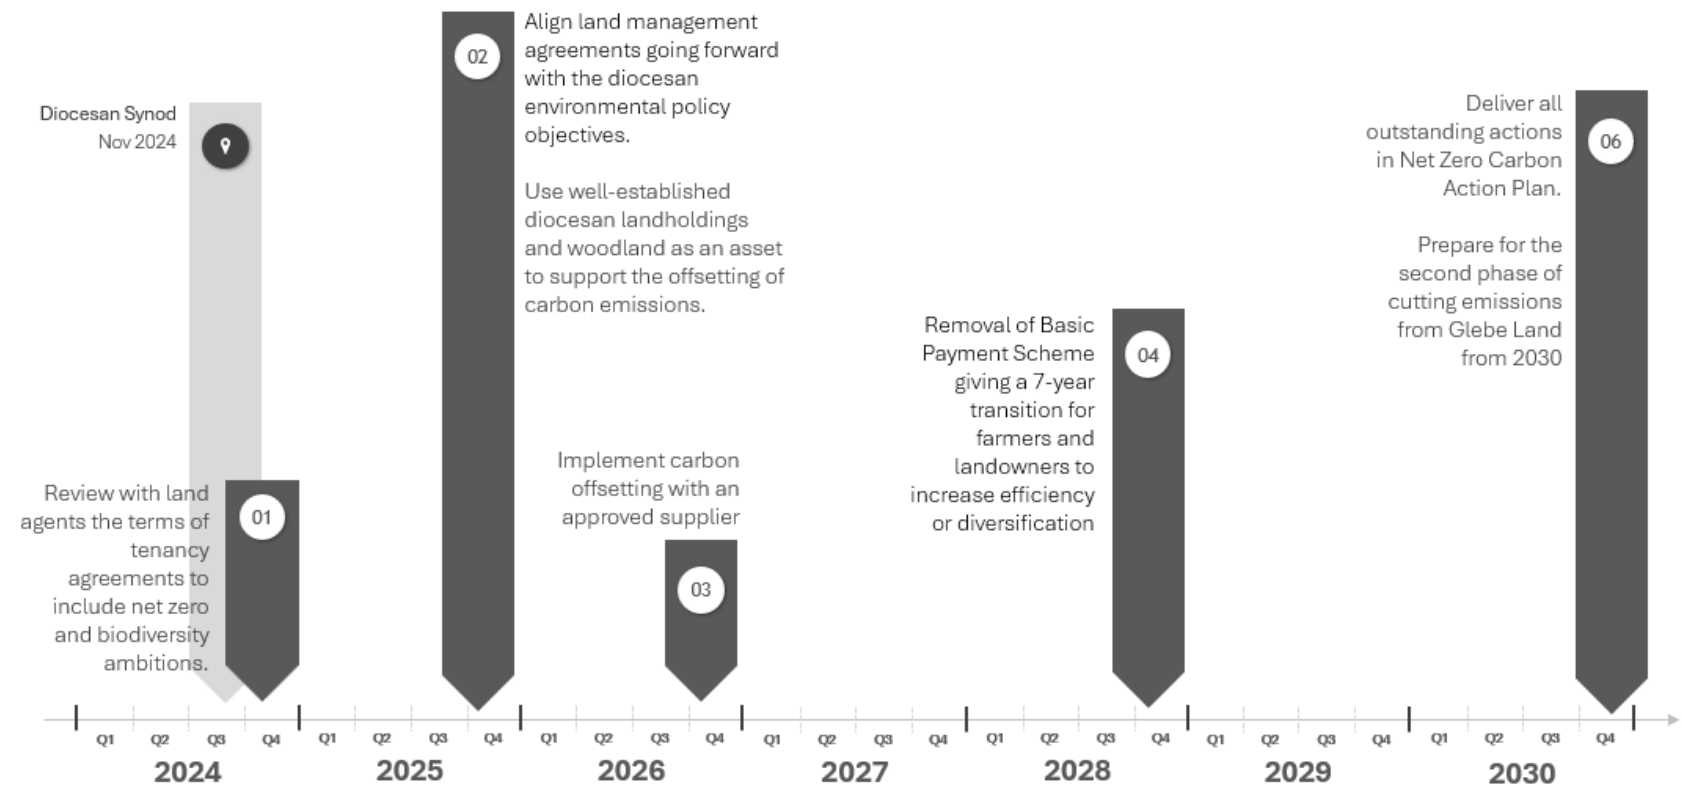 Diocesan Synod
Nov 2024
Review with land
agents the terms of
tenancy
agreements to
include net zero
and biodiversity
ambitions.
01
02
Align land management
agreements going forward
with the diocesan
environmental policy
objectives.
Use well-established
diocesan landholdings
and woodland as an asset
to support the offsetting of
carbon emissions.
Implement carbon
offsetting with an
approved supplier
03
Removal of Basic
Payment Scheme
giving a 7-year
transition for
farmers and
landowners to
increase efficiency
or diversification
04
Deliver all
outstanding actions
in Net Zero Carbon
Action Plan.
Prepare for the
second phase of
cutting emissions
from Glebe Land
from 2030
06
Q1 Q2 Q3 Q4 Q1 Q2 Q3 Q4 Q1 Q2 Q3 Q4 Q1 Q2 Q3 Q4 Q1 Q2 Q3 Q4 Q1 Q2 Q3 Q4 Q1 Q2 Q3 Q4
2024 2025 2026 2027 2028 2029 2030